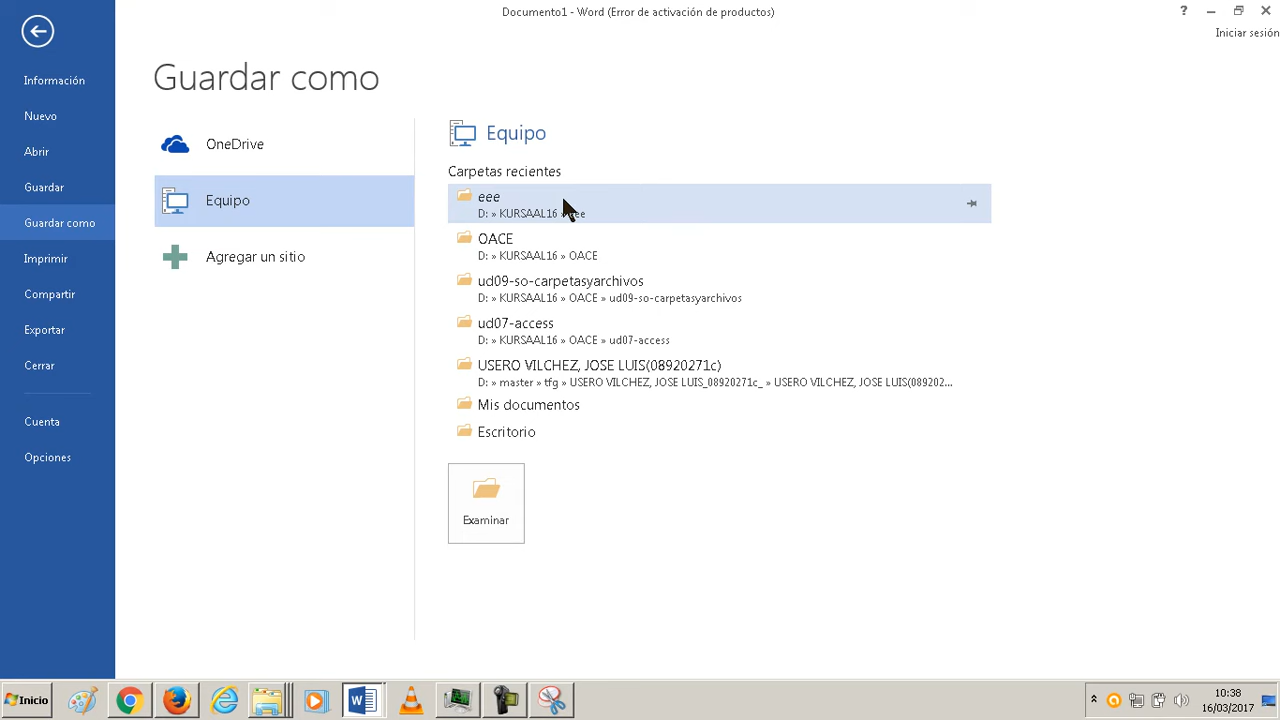 Documento1 - Word (Error de activación de productos)
?
Iniciar sesión
Información
Nuevo
Abrir
Guardar
Guardar como
Imprimir
Compartir
Exportar
Cerrar
Cuenta
Opciones
Guardar como
OneDrive
Equipo
Agregar un sitio
Equipo
Carpetas recientes
eee
D: » KURSAAL16 » eee
OACE
D: » KURSAAL16 » OACE
ud09-so-carpetasyarchivos
D: » KURSAAL16 » OACE » ud09-so-carpetasyarchivos
ud07-access
D: » KURSAAL16 » OACE » ud07-access
USERO VILCHEZ, JOSE LUIS(08920271c)
D: » master » tfg » USERO VILCHEZ, JOSE LUIS_08920271c_ » USERO VILCHEZ, JOSE LUIS(089202...
Mis documentos
Escritorio
Examinar
Inicio
10:38
16/03/2017